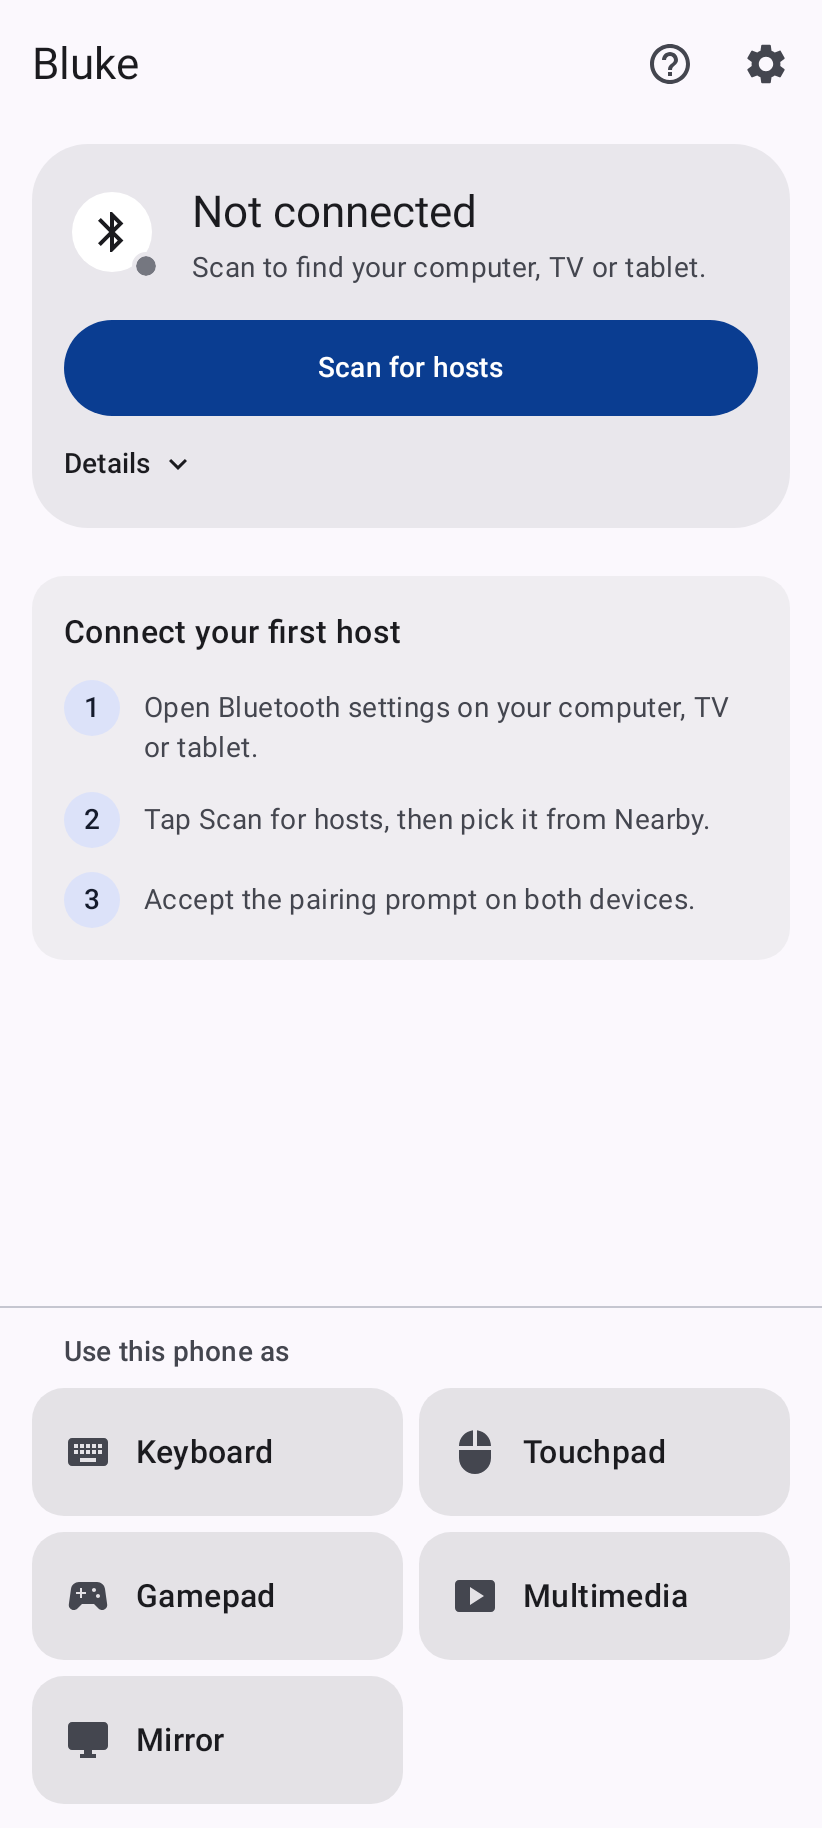 Bluke
Not connected
Scan to find your computer, TV or tablet.
Scan for hosts
Details
Connect your first host
1 Open Bluetooth settings on your computer, TV
or tablet.
2 Tap Scan for hosts, then pick it from Nearby.
3 Accept the pairing prompt on both devices.
Use this phone as
Keyboard
Touchpad
Gamepad
Multimedia
Mirror